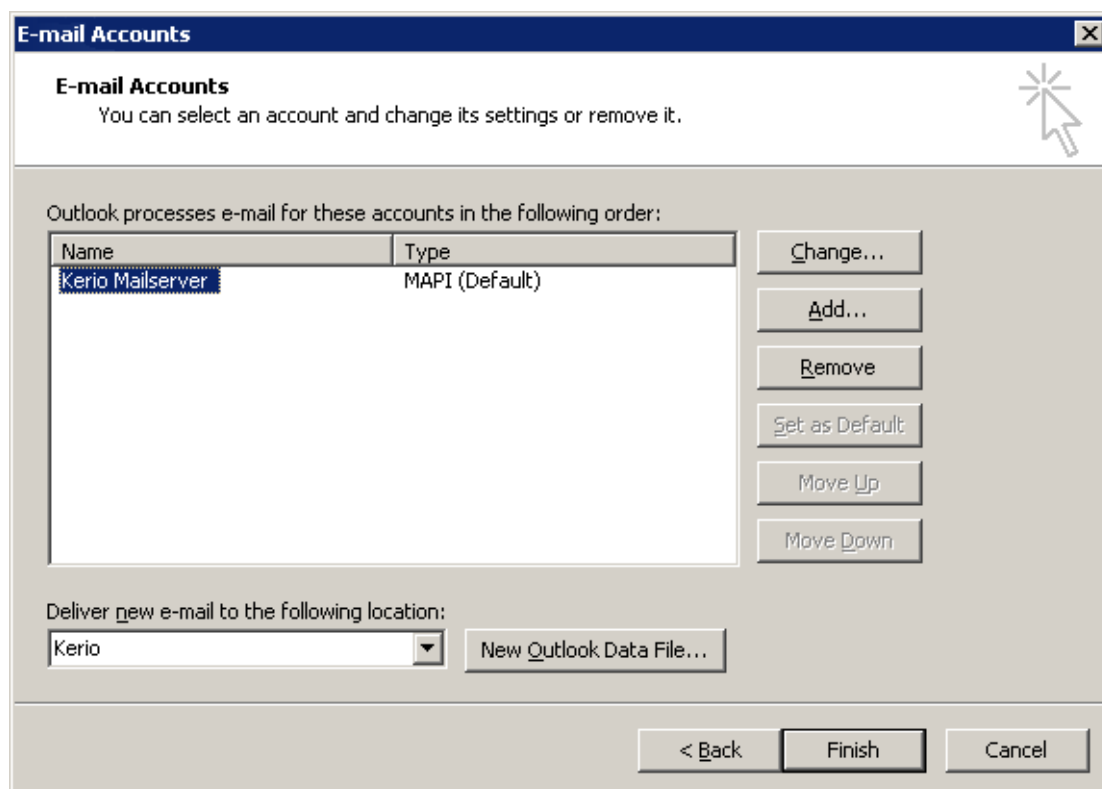 E-mail Accounts
E-mail Accounts
You can select an account and change its settings or remove it.
Outlook processes e-mail for these accounts in the following order:
Name Type
Kerio Mailserver MAPI (Default)
Change...
Add...
Remove
Set as Default
Move Up
Move Down
Deliver new e-mail to the following location:
Kerio New Outlook Data File...
< Back Finish Cancel